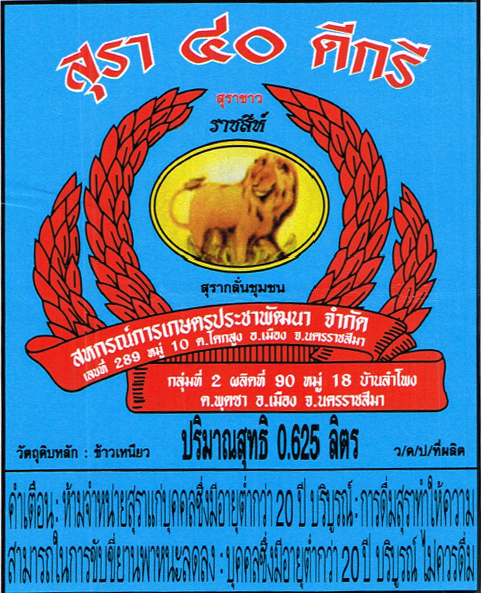 สุรา ๔๐ ดีกรี
สุราขาว
ราชสีห์
สุรากลั่นชุมชน
สหกรณ์การเกษตรประชาพัฒนา จำกัด
เลขที่ 289 หมู่ 10 ต.โคกสูง อ.เมือง จ.นครราชสีมา
กลุ่มที่ 2 ผลิตที่ 90 หมู่ 18 บ้านลำโพง
ต.พุดซา อ.เมือง จ.นครราชสีมา
วัตถุดิบหลัก : ข้าวเหนียว ปริมาณสุทธิ 0.625 ลิตร ว/ด/ป/ที่ผลิต
คำเตือน : ห้ามจำหน่ายสุราแก่บุคคลซึ่งมีอายุต่ำกว่า 20 ปี บริบูรณ์ - การดื่มสุราทำให้ความ
สามารถในการขับขี่ยานพาหนะลดลง : บุคคลซึ่งมีอายุต่ำกว่า 20 ปี บริบูรณ์ ไม่ควรดื่ม